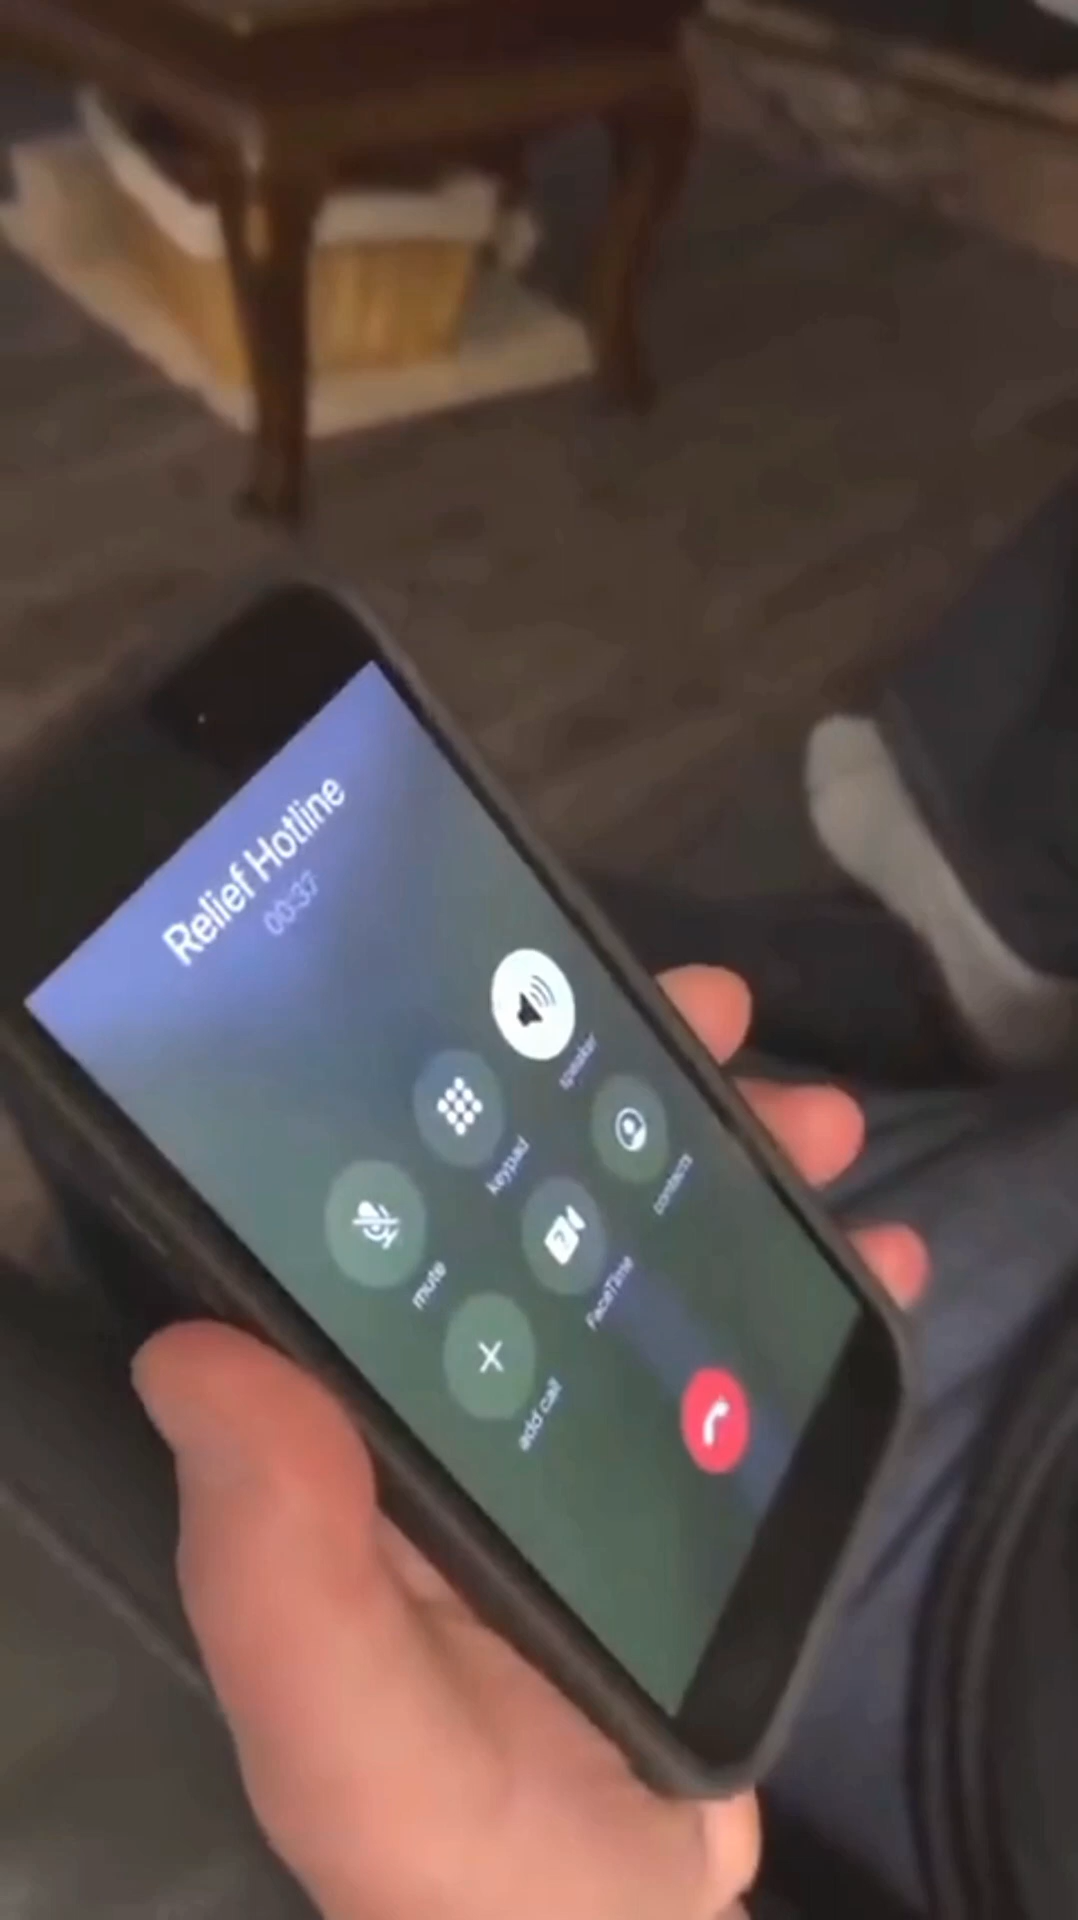 Relief Hotline
00:37
mute
keypad
speaker
add call
FaceTime
contacts